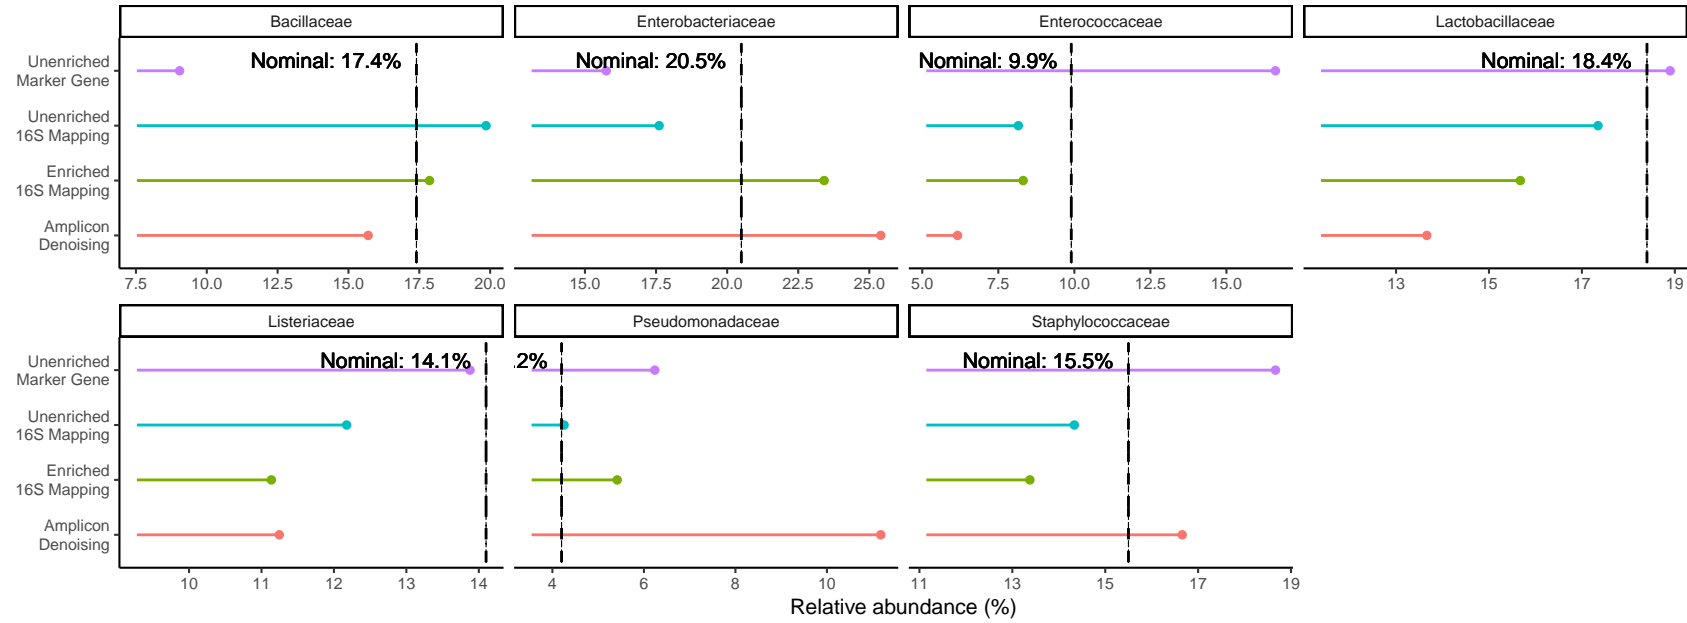 Bacillaceae
Enterobacteriaceae
Enterococcaceae
Lactobacillaceae
Unenriched
Marker Gene
Unenriched
16S Mapping
Enriched
16S Mapping
Amplicon
Denoising
Nominal: 17.4%
Nominal: 20.5%
Nominal: 9.9%
Nominal: 18.4%
7.5 10.0 12.5 15.0 17.5 20.0
15.0 17.5 20.0 22.5 25.0
5.0 7.5 10.0 12.5 15.0
13 15 17 19
Listeriaceae
Pseudomonadaceae
Staphylococcaceae
Unenriched
Marker Gene
Unenriched
16S Mapping
Enriched
16S Mapping
Amplicon
Denoising
Nominal: 14.1%
.2%
Nominal: 15.5%
10 11 12 13 14
4 6 8 10
11 13 15 17 19
Relative abundance (%)